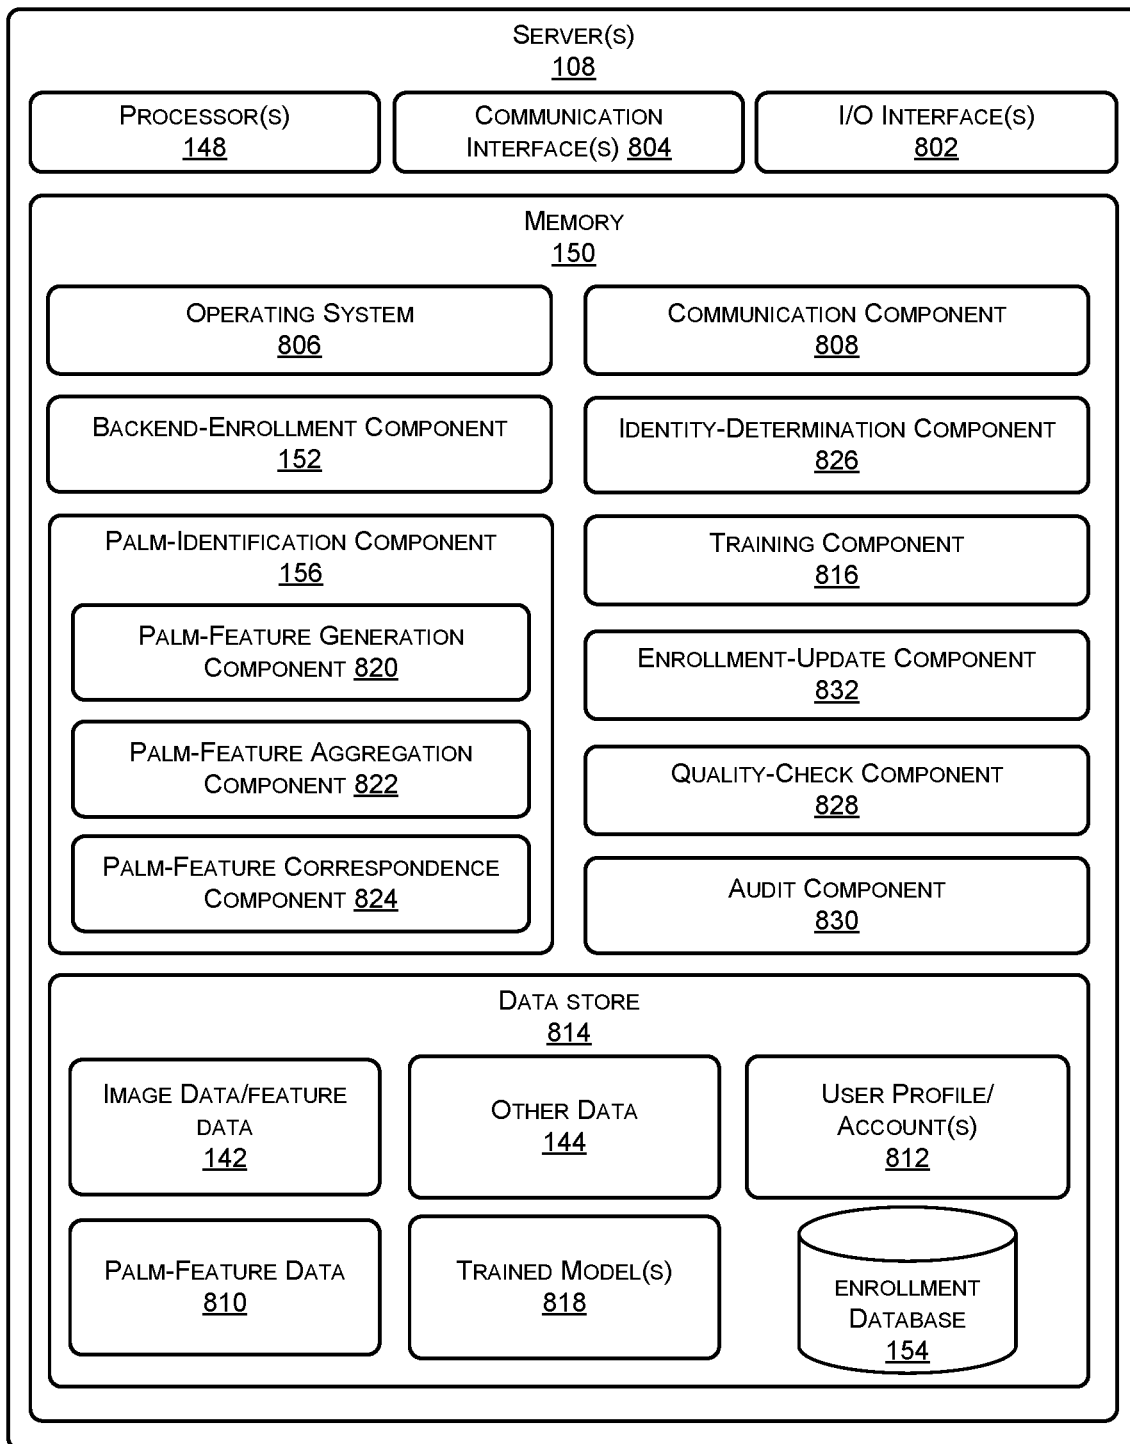 SERVER(S)
108
PROCESSOR(S)
148
COMMUNICATION
INTERFACE(S) 804
I/O INTERFACE(S)
802
MEMORY
150
OPERATING SYSTEM
806
COMMUNICATION COMPONENT
808
BACKEND-ENROLLMENT COMPONENT
152
IDENTITY-DETERMINATION COMPONENT
826
PALM-IDENTIFICATION COMPONENT
156
PALM-FEATURE GENERATION
COMPONENT 820
PALM-FEATURE AGGREGATION
COMPONENT 822
PALM-FEATURE CORRESPONDENCE
COMPONENT 824
TRAINING COMPONENT
816
ENROLLMENT-UPDATE COMPONENT
832
QUALITY-CHECK COMPONENT
828
AUDIT COMPONENT
830
DATA STORE
814
IMAGE DATA/FEATURE
DATA
142
OTHER DATA
144
USER PROFILE/
ACCOUNT(S)
812
PALM-FEATURE DATA
810
TRAINED MODEL(S)
818
ENROLLMENT
DATABASE
154